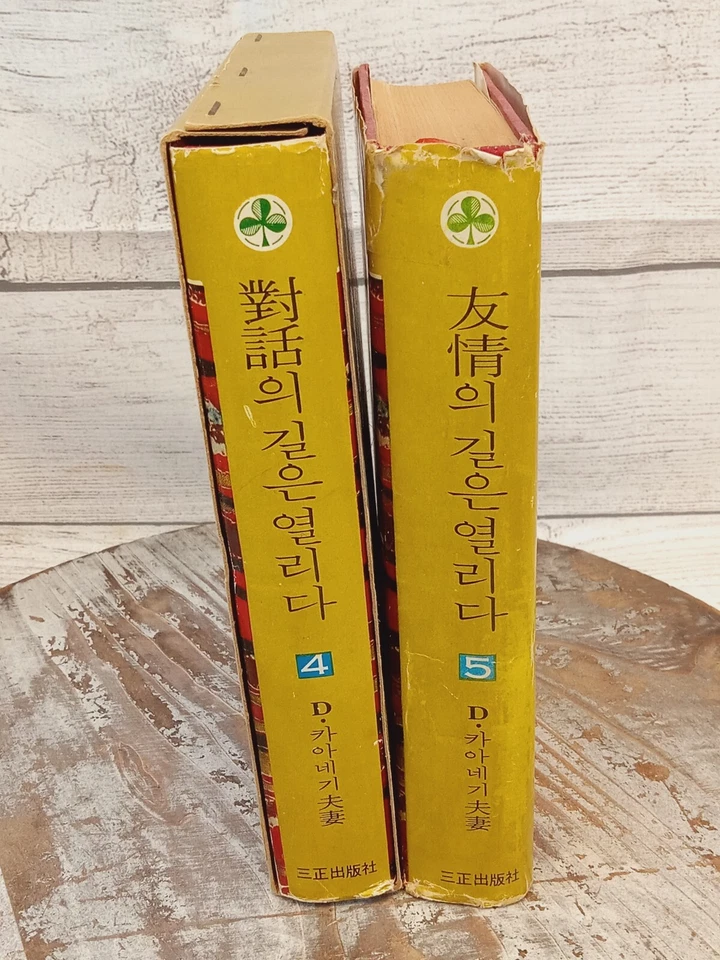 對話의 길은 열리다
4
D·카아네기 夫妻
三正出版社
友情의 길은 열리다
5
D·카아네기 夫妻
三正出版社